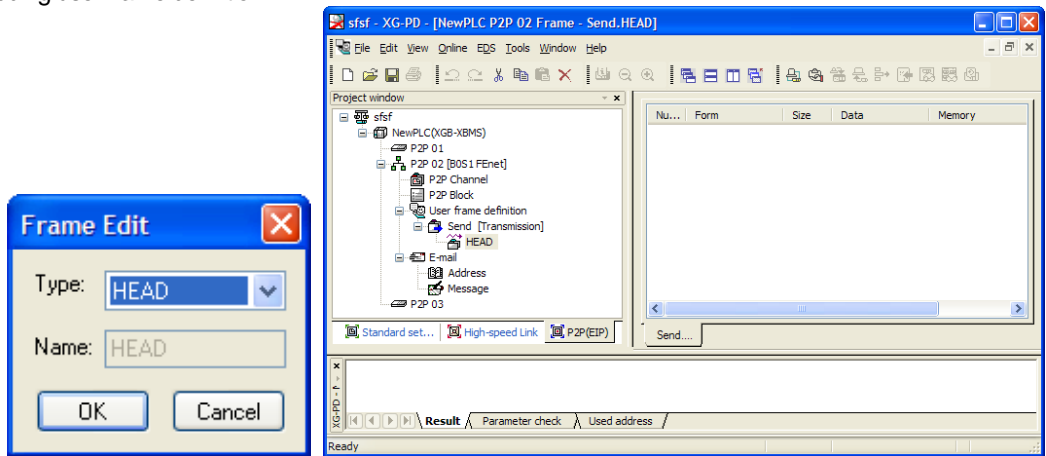 sfsf - XG-PD - [NewPLC P2P 02 Frame - Send.HEAD]
File Edit View Online EDS Tools Window Help
Project window
sfsf
NewPLC(XGB-XBMS)
P2P 01
P2P 02 [B0S1 FEnet]
P2P Channel
P2P Block
User frame definition
Send [Transmission]
HEAD
E-mail
Address
Message
P2P 03
Standard set... High-speed Link P2P(EIP)
Nu... Form Size Data Memory
Send....
Frame Edit
Type: HEAD
Name: HEAD
OK Cancel
XG-PD -
Result Parameter check Used address
Ready